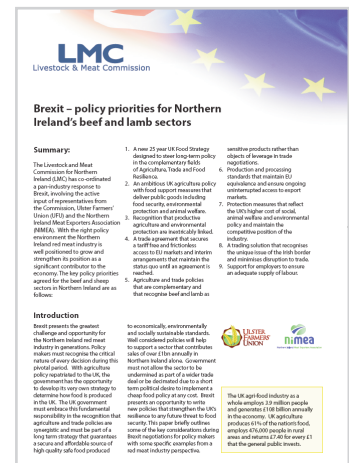 LMC
Livestock & Meat Commission
Brexit – policy priorities for Northern
Ireland's beef and lamb sectors
Summary:
The Livestock and Meat
Commission for Northern
Ireland (LMC) has co-ordinated
a pan-industry response to
Brexit, involving the active
input of representatives from
the Commission, Ulster Farmers'
Union (UFU) and the Northern
Ireland Meat Exporters Association
(NIMEA). With the right policy
environment the Northern
Ireland red meat industry is
well positioned to grow and
strengthen its position as a
significant contributor to the
economy. The key policy priorities
agreed for the beef and sheep
sectors in Northern Ireland are as
follows:
1. A new 25 year UK Food Strategy
designed to steer long-term policy
in the complementary fields
of Agriculture, Trade and Food
Resilience.
2. An ambitious UK agriculture policy
with food support measures that
deliver public goods including
food security, environmental
protection and animal welfare.
3. Recognition that productive
agriculture and environmental
protection are inextricably linked.
4. A trade agreement that secures
a tariff free and frictionless
access to EU markets and interim
arrangements that maintain the
status quo until an agreement is
reached.
5. Agriculture and trade policies
that are complementary and
that recognise beef and lamb as
sensitive products rather than
objects of leverage in trade
negotiations.
6. Production and processing
standards that maintain EU
equivalence and ensure ongoing
uninterrupted access to export
markets.
7. Protection measures that reflect
the UK's higher cost of social,
animal welfare and environmental
policy and maintain the
competitive position of the
industry.
8. A trading solution that recognises
the unique issue of the Irish border
and minimises disruption to trade.
9. Support for employers to ensure
an adequate supply of labour.
Introduction
Brexit presents the greatest
challenge and opportunity for
the Northern Ireland red meat
industry in generations. Policy
makers must recognise the critical
nature of every decision during this
pivotal period. With agriculture
policy repatriated to the UK, the
government has the opportunity
to develop its very own strategy to
determine how food is produced
in the UK. The UK government
must embrace this fundamental
responsibility in the recognition that
agriculture and trade policies are
synergistic and must be part of a
long term strategy that guarantees
a secure and affordable source of
high quality safe food produced
to economically, environmentally
and socially sustainable standards.
Well considered policies will help
to support a sector that contributes
sales of over £1bn annually in
Northern Ireland alone. Government
must not allow the sector to be
undermined as part of a wider trade
deal or be decimated due to a short
term political desire to implement a
cheap food policy at any cost. Brexit
presents an opportunity to write
new policies that strengthen the UK's
resilience to any future threat to food
security. This paper briefly outlines
some of the key considerations during
Brexit negotiations for policy makers
with some specific examples from a
red meat industry perspective.
ULSTER
FARMERS'
UNION
nimea
The UK agri-food industry as a
whole employs 3.9 million people
and generates £108 billion annually
in the economy. UK agriculture
produces 61% of the nation's food,
employs 476,000 people in rural
areas and returns £7.40 for every £1
that the general public invests.